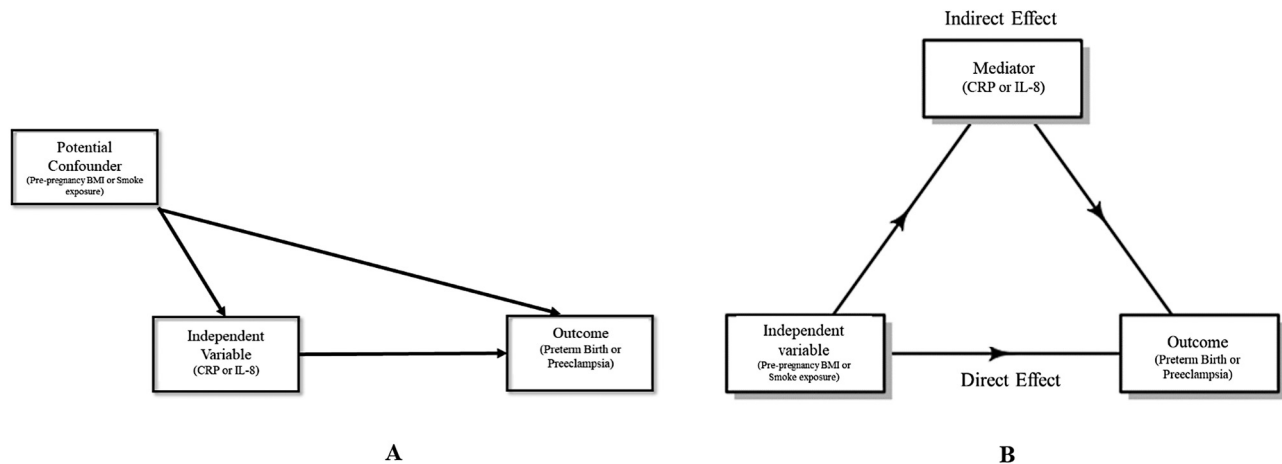 Potential
Confounder
(Pre-pregnancy BMI or Smoke
exposure)
Independent
Variable
(CRP or IL-8)
Outcome
(Preterm Birth or
Preeclampsia)
A
Indirect Effect
Mediator
(CRP or IL-8)
Independent
variable
(Pre-pregnancy BMI or
Smoke exposure)
Direct Effect
Outcome
(Preterm Birth or
Preeclampsia)
B